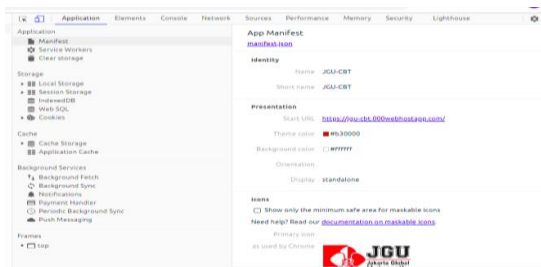 Application Elements Console Network Sources Performance Memory Security Lighthouse
Application
Manifest
Service Workers
Clear storage
Storage
Local Storage
Session Storage
IndexedDB
Web SQL
Cookies
Cache
Cache Storage
Application Cache
Background Services
Background Fetch
Background Sync
Notifications
Payment Handler
Periodic Background Sync
Push Messaging
Frames
top
App Manifest
manifest.json
Identity
Name JGU-CBT
Short name JGU-CBT
Presentation
Start URL https://jgu-cbt.000webhostapp.com/
Theme color #b30000
Background color #ffffff
Orientation
Display standalone
Icons
Show only the minimum safe area for maskable icons
Need help? Read our documentation on maskable icons.
Primary icon
as used by Chrome
JGU
Jakarta Global